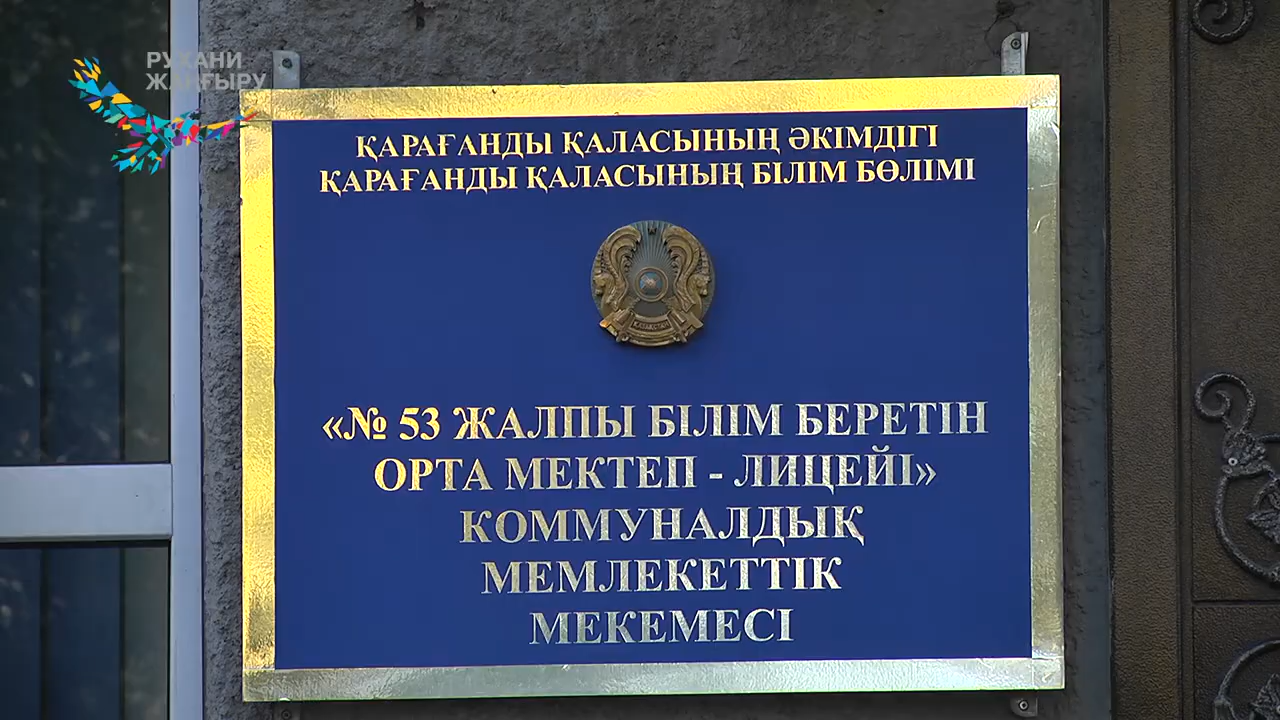 РУХАНИ
ЖАҢҒЫРУ
ҚАРАҒАНДЫ ҚАЛАСЫНЫҢ ӘКІМДІГІ
ҚАРАҒАНДЫ ҚАЛАСЫНЫҢ БІЛІМ БӨЛІМІ
ҚАЗАҚСТАН
«№ 53 ЖАЛПЫ БІЛІМ БЕРЕТІН
ОРТА МЕКТЕП - ЛИЦЕЙІ»
КОММУНАЛДЫҚ
МЕМЛЕКЕТТІК
МЕКЕМЕСІ